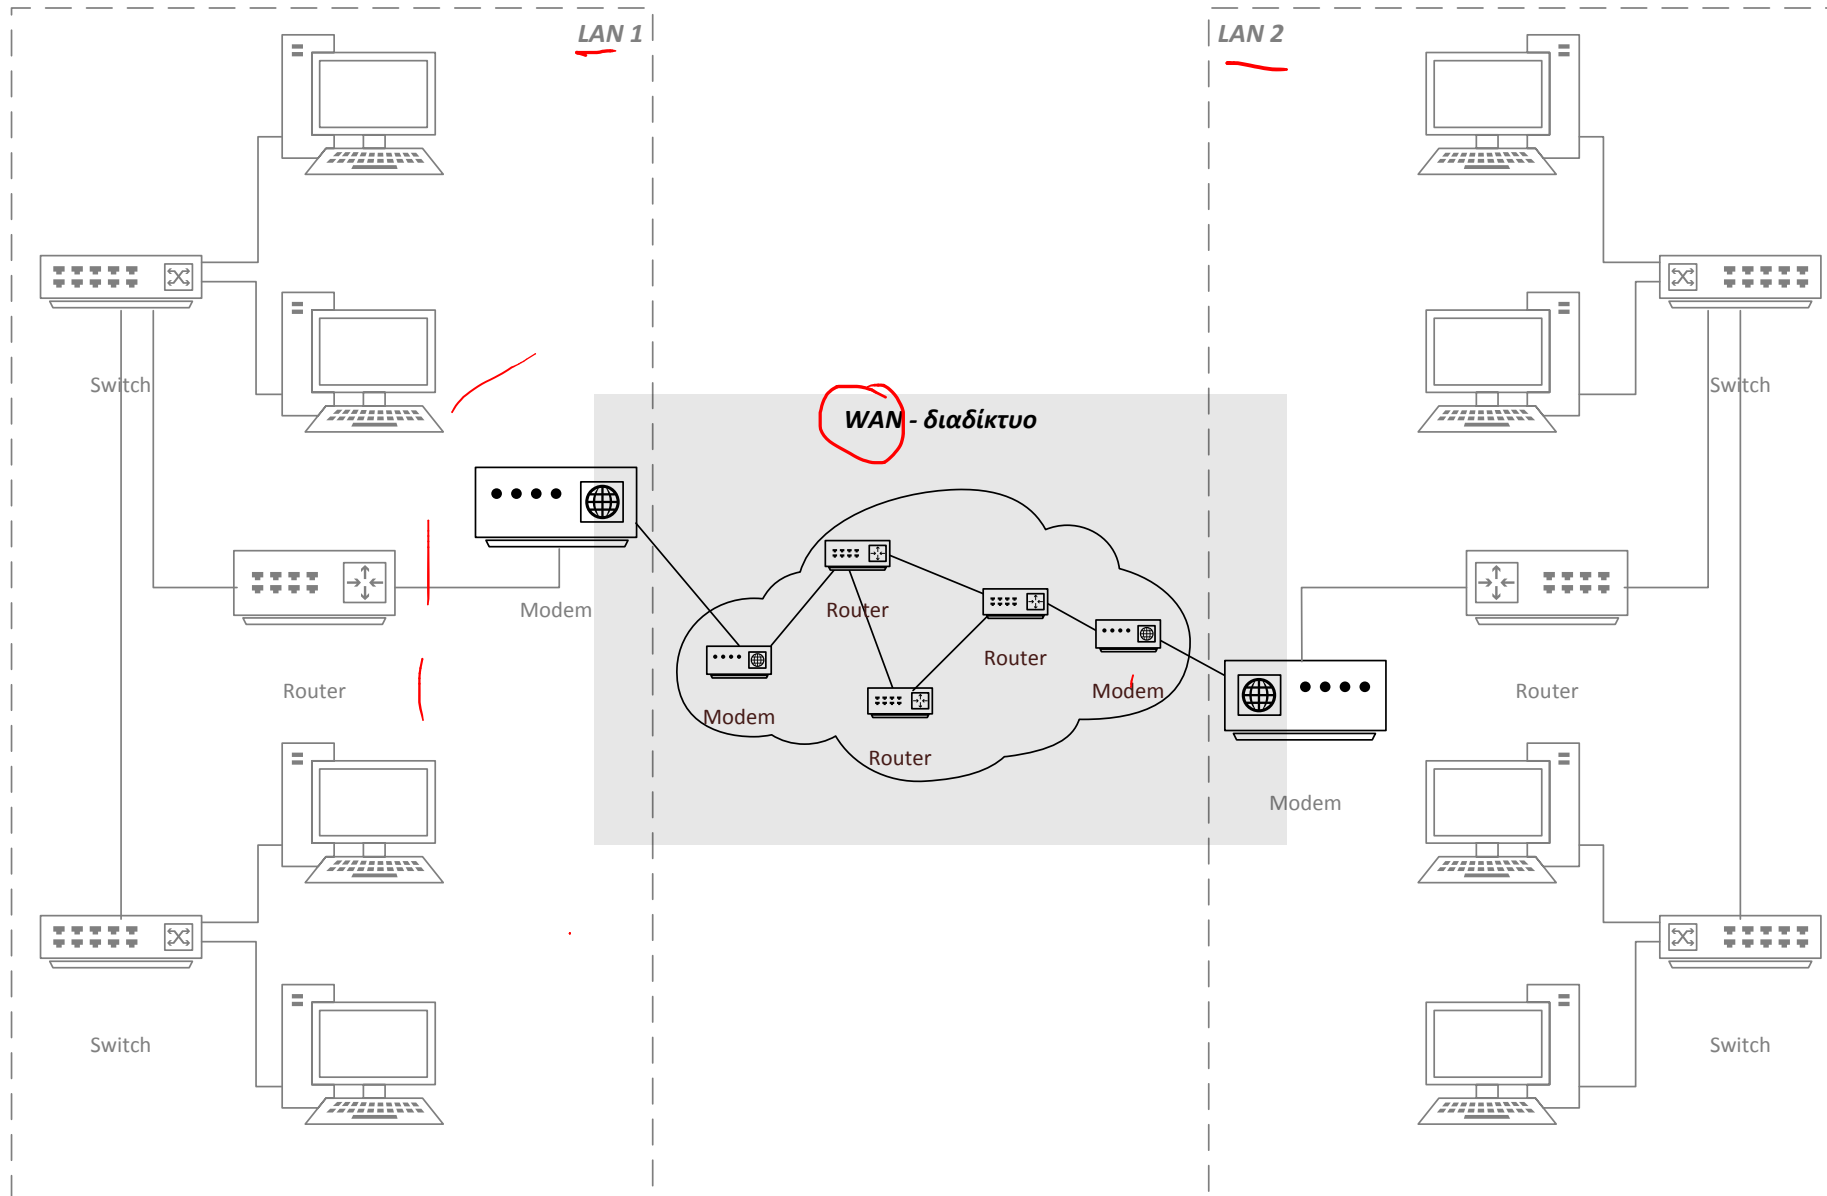 LAN 1
LAN 2
Switch
Switch
WAN - διαδίκτυο
Modem
Router
Router
Router
Modem
Router
Modem
Router
Router
Modem
Switch
Switch